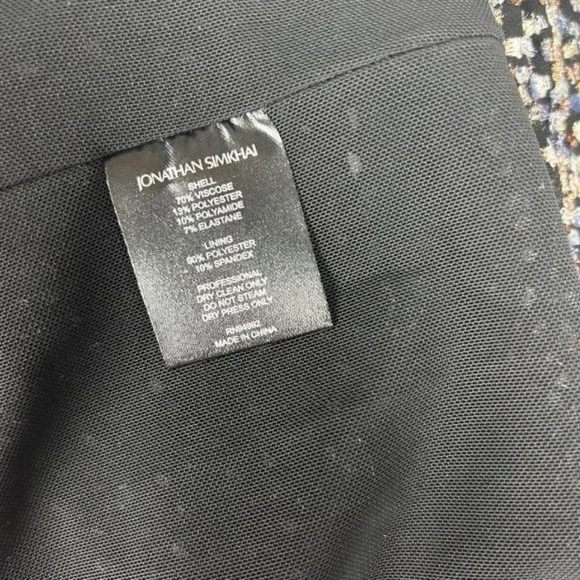 JONATHAN SIMKHAI
SHELL
70% VISCOSE
13% POLYESTER
10% POLYAMIDE
7% ELASTANE
LINING
90% POLYESTER
10% SPANDEX
PROFESSIONAL
DRY CLEAN ONLY
DO NOT STEAM
DRY PRESS ONLY
RN94992
MADE IN CHINA